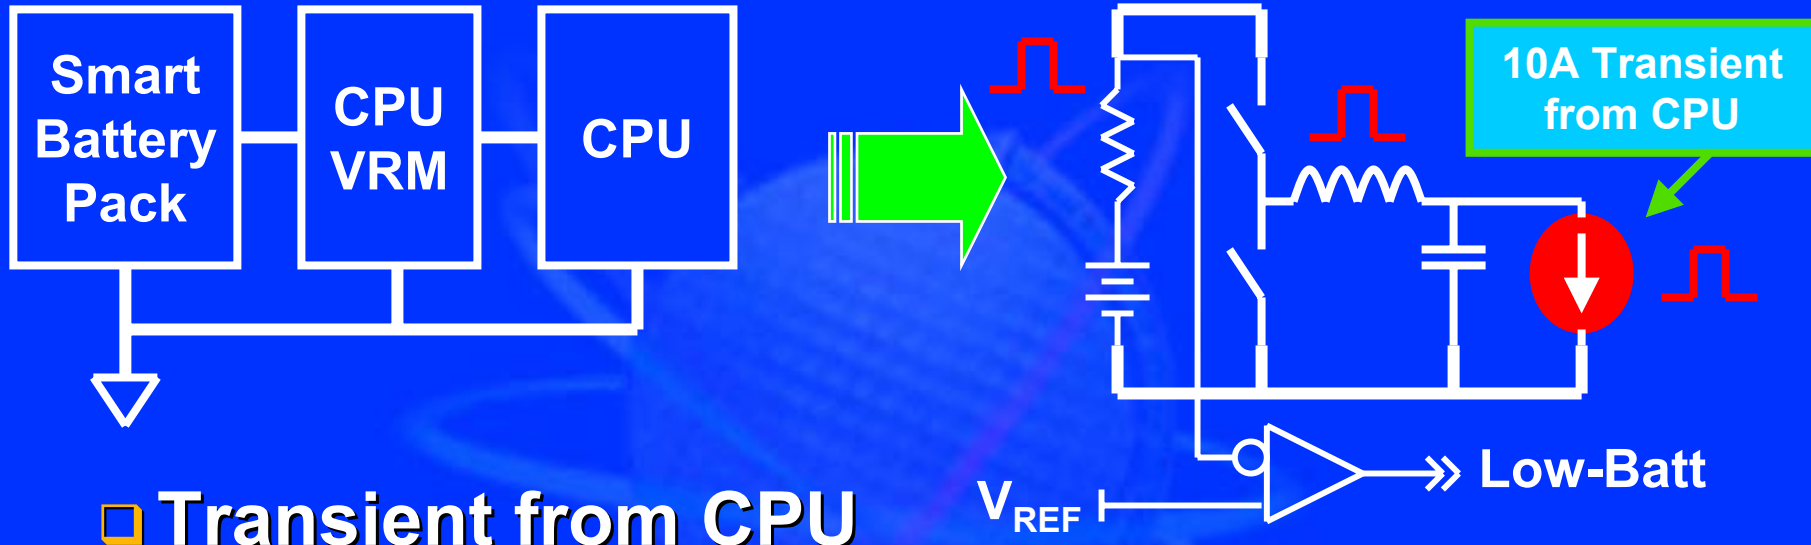 Smart
Battery
Pack
CPU
VRM
CPU
10A Transient
from CPU
Low-Batt
VREF
Transient from CPU